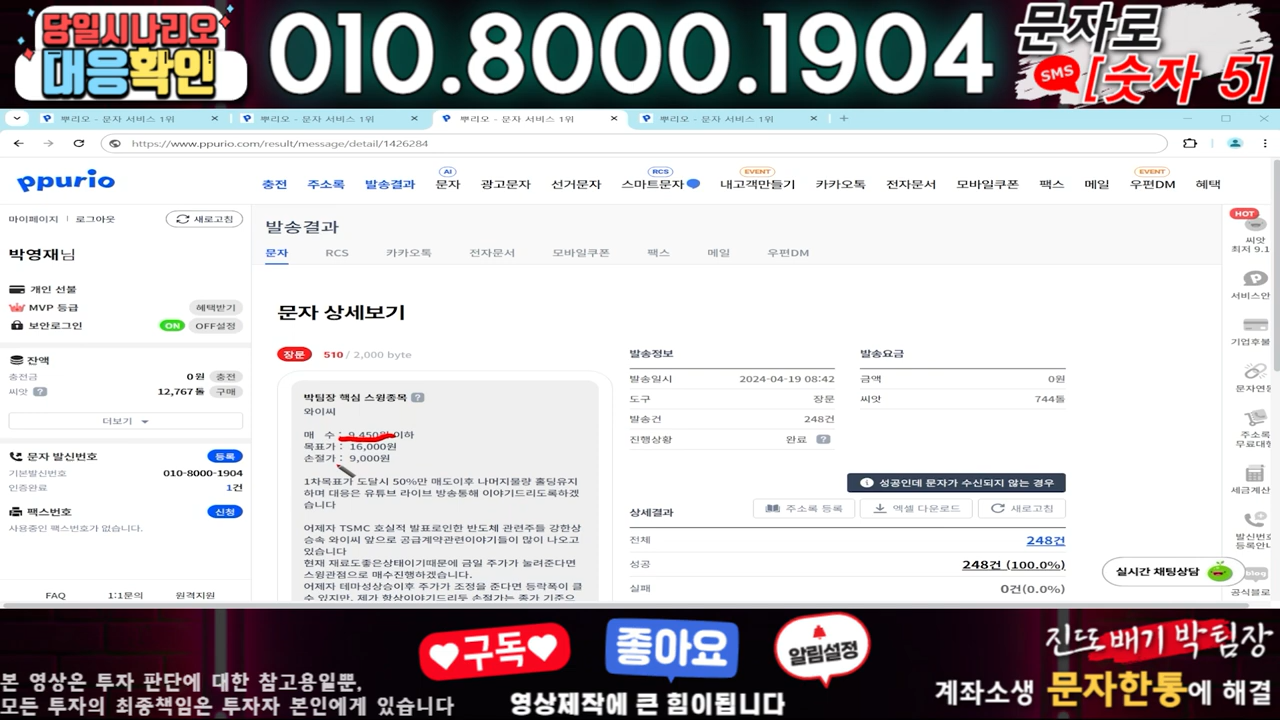 당일시나리오
대응확인
010.8000.1904
문자로
SMS
[숫자 5]
뿌리오 - 문자 서비스 1위
뿌리오 - 문자 서비스 1위
뿌리오 - 문자 서비스 1위
뿌리오 - 문자 서비스 1위
https://www.ppurio.com/result/message/detail/1426284
ppurio
충전
주소록
발송결과
AI
문자
광고문자
선거문자
RCS
스마트문자
EVENT
내고객만들기
카카오톡
전자문서
모바일쿠폰
팩스
메일
EVENT
우편DM
혜택
마이페이지 | 로그아웃
새로고침
박영재님
개인 선불
MVP 등급
혜택받기
보안로그인
ON
OFF설정
잔액
충전금
0원
충전
씨앗 ?
12,767톨
구매
더보기
문자 발신번호
등록
기본발신번호
010-8000-1904
인증완료
1건
팩스번호
신청
사용중인 팩스번호가 없습니다.
FAQ
1:1문의
원격지원
발송결과
문자
RCS
카카오톡
전자문서
모바일쿠폰
팩스
메일
우편DM
문자 상세보기
장문
510 / 2,000 byte
박팀장 핵심 스윙종목 ?
와이씨
매 수 : 9,450원 이하
목표가 : 16,000원
손절가 : 9,000원
1차목표가 도달시 50%만 매도이후 나머지물량 홀딩유지
하며 대응은 유튜브 라이브 방송통해 이야기드리도록하겠
습니다
어제자 TSMC 호실적 발표로인한 반도체 관련주들 강한상
승속 와이씨 앞으로 공급계약관련이야기들이 많이 나오고
있습니다
현재 재료도좋은상태이기때문에 금일 주가가 눌려준다면
스윙관점으로 매수진행하겠습니다.
어제자 테마성상승이후 주가가 조정을 준다면 등락폭이 클
수 있지만, 제가 항상이야기드리듯 손절가는 종가 기준으
발송정보
발송일시
2024-04-19 08:42
도구
장문
발송건
248건
진행상황
완료 ?
발송요금
금액
0원
씨앗
744톨
성공인데 문자가 수신되지 않는 경우
상세결과
주소록 등록
엑셀 다운로드
새로고침
전체
248건
성공
248건 (100.0%)
실패
0건(0.0%)
HOT
씨앗
최저 9.1
서비스안
기업후불
문자연동
주소록
무료대행
세금계산
발신번호
등록안내
blog
공식블로
실시간 채팅상담
본 영상은 투자 판단에 대한 참고용일뿐,
모든 투자의 최종책임은 투자자 본인에게 있습니다
구독
좋아요
알림설정
영상제작에 큰 힘이됩니다
진또배기 박팀장
계좌소생 문자한통에 해결